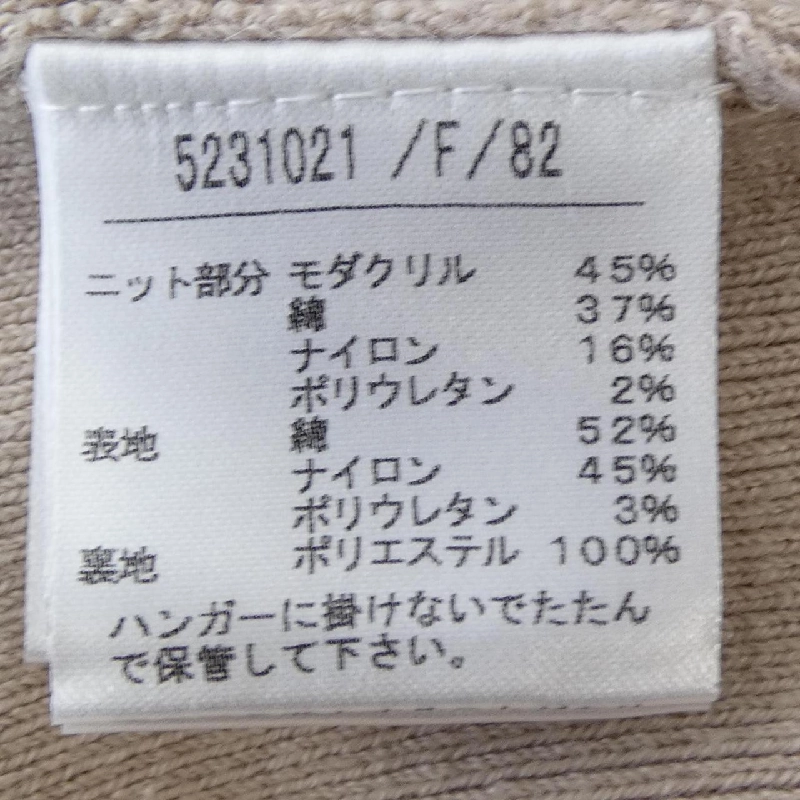 5231021 /F/82
ニット部分 モダクリル 45%
綿 37%
ナイロン 16%
ポリウレタン 2%
表地 綿 52%
ナイロン 45%
ポリウレタン 3%
裏地 ポリエステル 100%
ハンガーに掛けないでたたん
で保管して下さい。